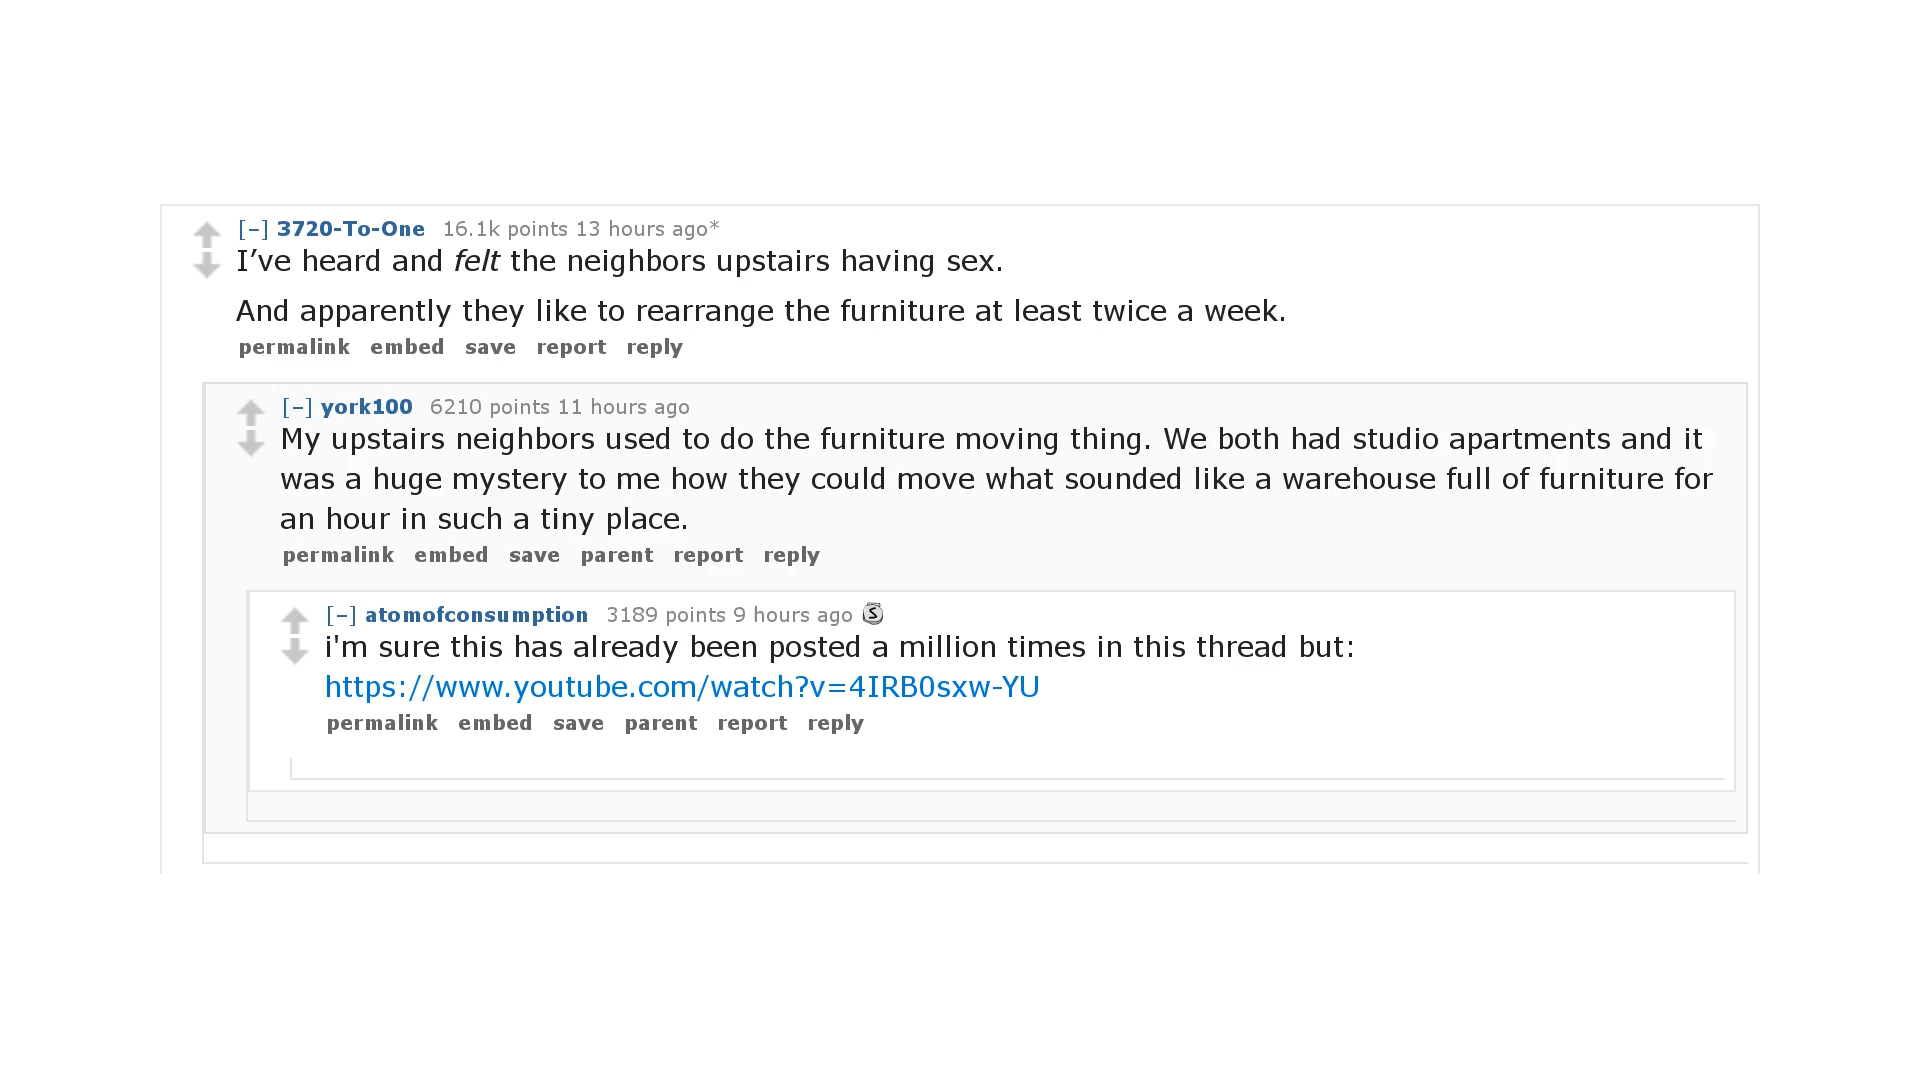 [–] 3720-To-One 16.1k points 13 hours ago*
I’ve heard and felt the neighbors upstairs having sex.
And apparently they like to rearrange the furniture at least twice a week.
permalink embed save report reply
[–] york100 6210 points 11 hours ago
My upstairs neighbors used to do the furniture moving thing. We both had studio apartments and it
was a huge mystery to me how they could move what sounded like a warehouse full of furniture for
an hour in such a tiny place.
permalink embed save parent report reply
[–] atomofconsumption 3189 points 9 hours ago S
i'm sure this has already been posted a million times in this thread but:
https://www.youtube.com/watch?v=4IRB0sxw-YU
permalink embed save parent report reply